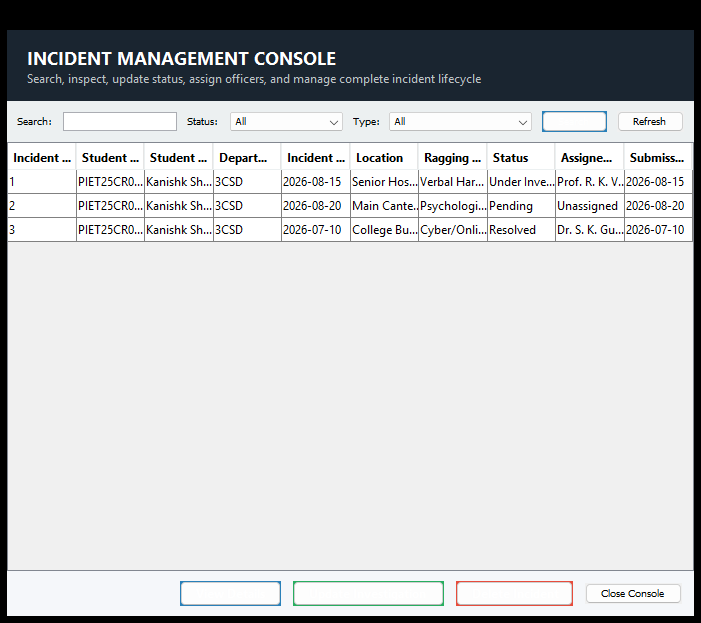 INCIDENT MANAGEMENT CONSOLE
Search, inspect, update status, assign officers, and manage complete incident lifecycle
Search: Status: All Type: All Refresh
Incident ... Student ... Student ... Depart... Incident ... Location Ragging ... Status Assigne... Submiss...
1 PIET25CR0... Kanishk Sh... 3CSD 2026-08-15 Senior Hos... Verbal Har... Under Inve... Prof. R. K. V... 2026-08-15
2 PIET25CR0... Kanishk Sh... 3CSD 2026-08-20 Main Cante... Psychologi... Pending Unassigned 2026-08-20
3 PIET25CR0... Kanishk Sh... 3CSD 2026-07-10 College Bu... Cyber/Onli... Resolved Dr. S. K. Gu... 2026-07-10
Close Console